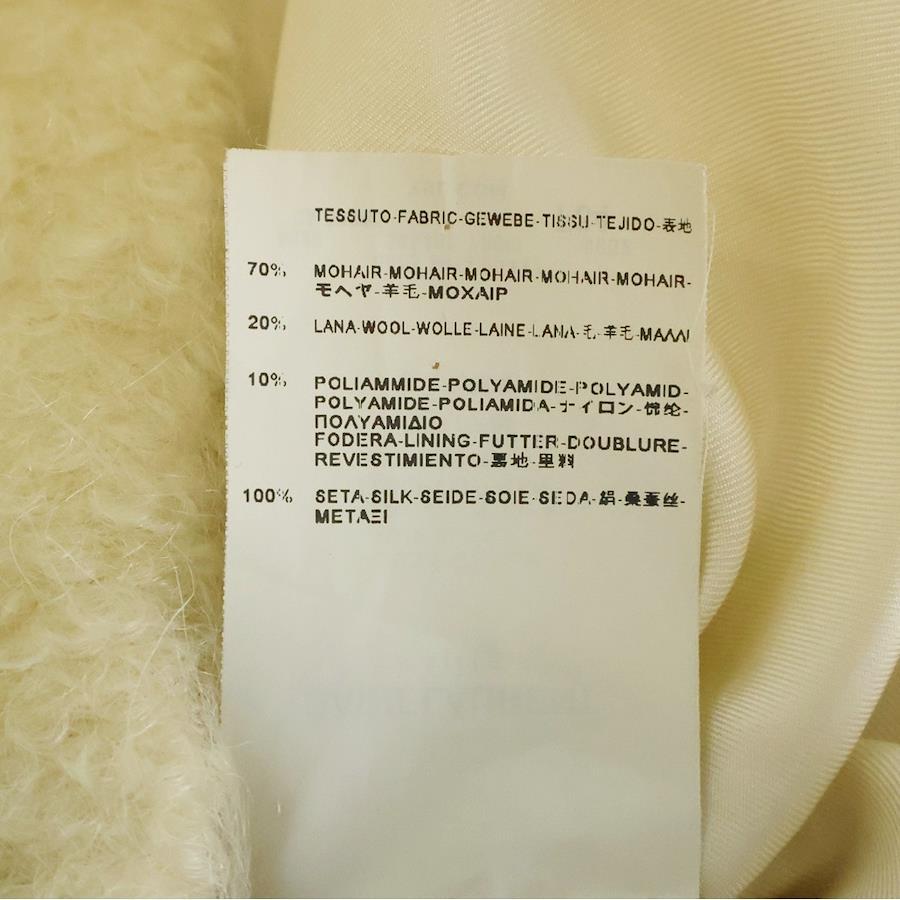 TESSUTO-FABRIC-GEWEBE-TISSU-TEJIDO-表地
70% MOHAIR-MOHAIR-MOHAIR-MOHAIR-MOHAIR-
モヘヤ-羊毛-ΜΟΧΑΙΡ
20% LANA-WOOL-WOLLE-LAINE-LANA-毛-羊毛-ΜΑΛΛΙ
10% POLIAMMIDE-POLYAMIDE-POLYAMID-
POLYAMIDE-POLIAMIDA-ナイロン-锦纶-
ΠΟΛΥΑΜΙΔΙΟ
FODERA-LINING-FUTTER-DOUBLURE-
REVESTIMIENTO-裏地-里料
100% SETA-SILK-SEIDE-SOIE-SEDA-絹-桑蚕丝-
ΜΕΤΑΞΙ